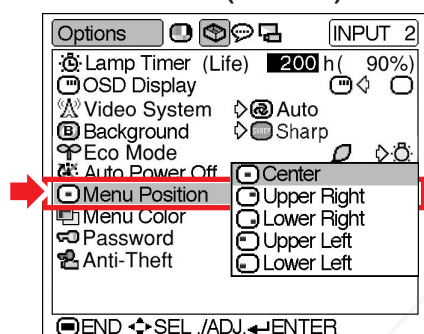 Options INPUT 2
Lamp Timer (Life) 200 h( 90%)
OSD Display
Video System Auto
B Background SHARP Sharp
Eco Mode
Auto Power Off
Menu Position
Menu Color
Password
Anti-Theft
Center
Upper Right
Lower Right
Upper Left
Lower Left
END SEL./ADJ. ENTER